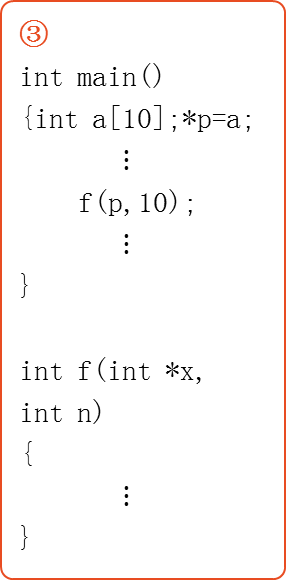 ③
int main()
{int a[10];*p=a;
⋮
f(p,10);
⋮
}
int f(int *x,
int n)
{
⋮
}